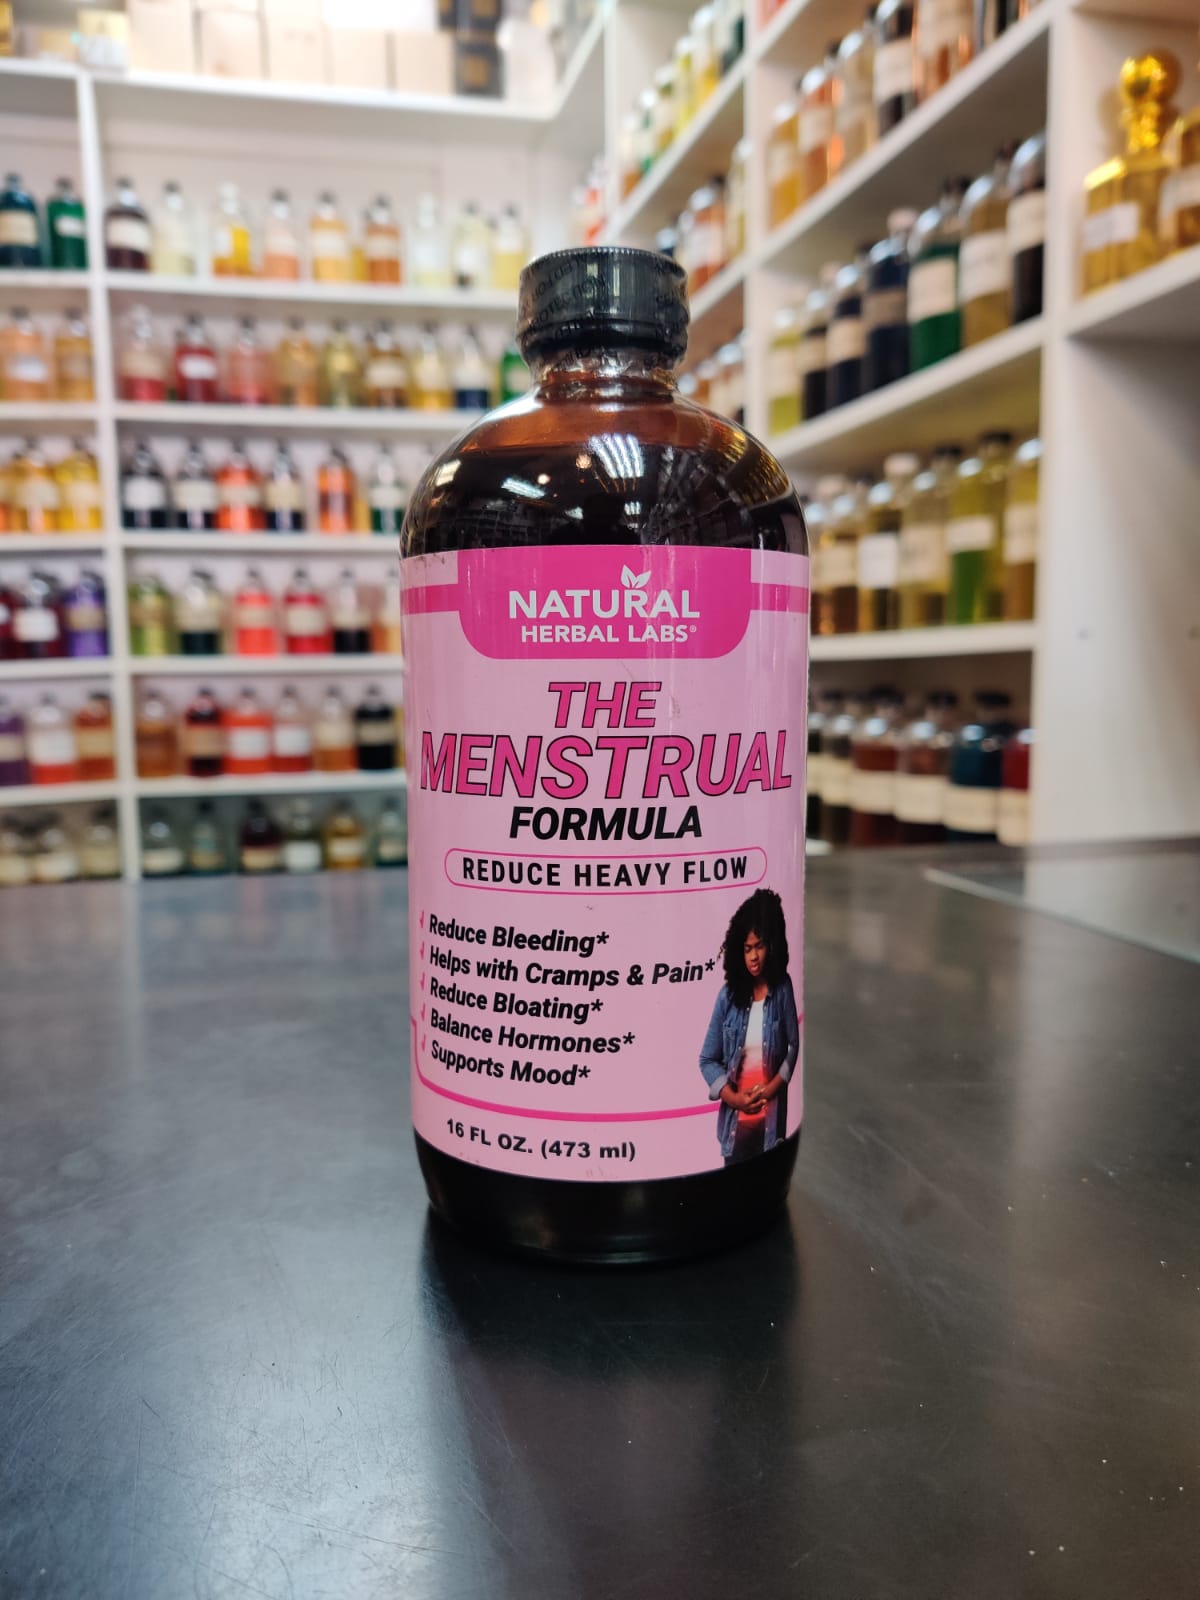 NATURAL
HERBAL LABS®
THE
MENSTRUAL
FORMULA
REDUCE HEAVY FLOW
Reduce Bleeding*
Helps with Cramps & Pain*
Reduce Bloating*
Balance Hormones*
Supports Mood*
16 FL OZ. (473 ml)